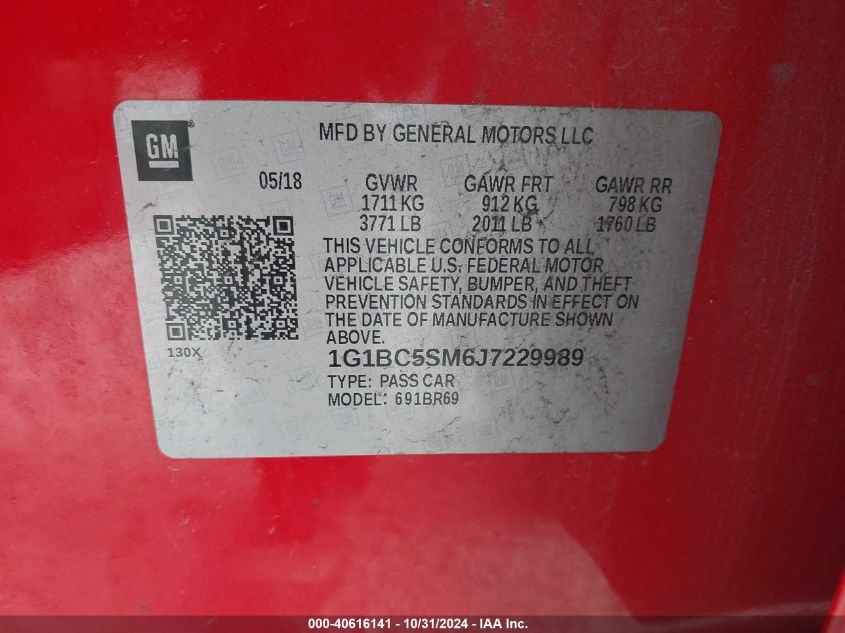 GM
MFD BY GENERAL MOTORS LLC
05/18 GVWR GAWR FRT GAWR RR
1711 KG 912 KG 798 KG
3771 LB 2011 LB 1760 LB
THIS VEHICLE CONFORMS TO ALL
APPLICABLE U.S. FEDERAL MOTOR
VEHICLE SAFETY, BUMPER, AND THEFT
PREVENTION STANDARDS IN EFFECT ON
THE DATE OF MANUFACTURE SHOWN
ABOVE.
130X
1G1BC5SM6J7229989
TYPE: PASS CAR
MODEL: 691BR69
000-40616141 - 10/31/2024 - IAA Inc.